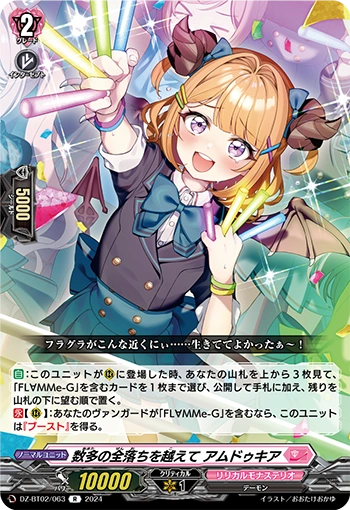 2
グレード
インターセプト
シールド
5000
フラグラがこんな近くにぃ……生きててよかったぁ～！
自：このユニットが Ⓡ に登場した時、あなたの山札を上から３枚見て、
「FLAMMe-G」を含むカードを１枚まで選び、公開して手札に加え、残りを
山札の下に望む順で置く。
永【Ⓡ】：あなたのヴァンガードが「FLAMMe-G」を含むなら、このユニット
は『ブースト』を得る。
ノーマルユニット
数多の全落ちを越えて アムドゥキア
リリカルモナステリオ
パワー
10000
クリティカル
1
デーモン
DZ-BT02/063 R 2024
イラスト／おおたけおかゆ